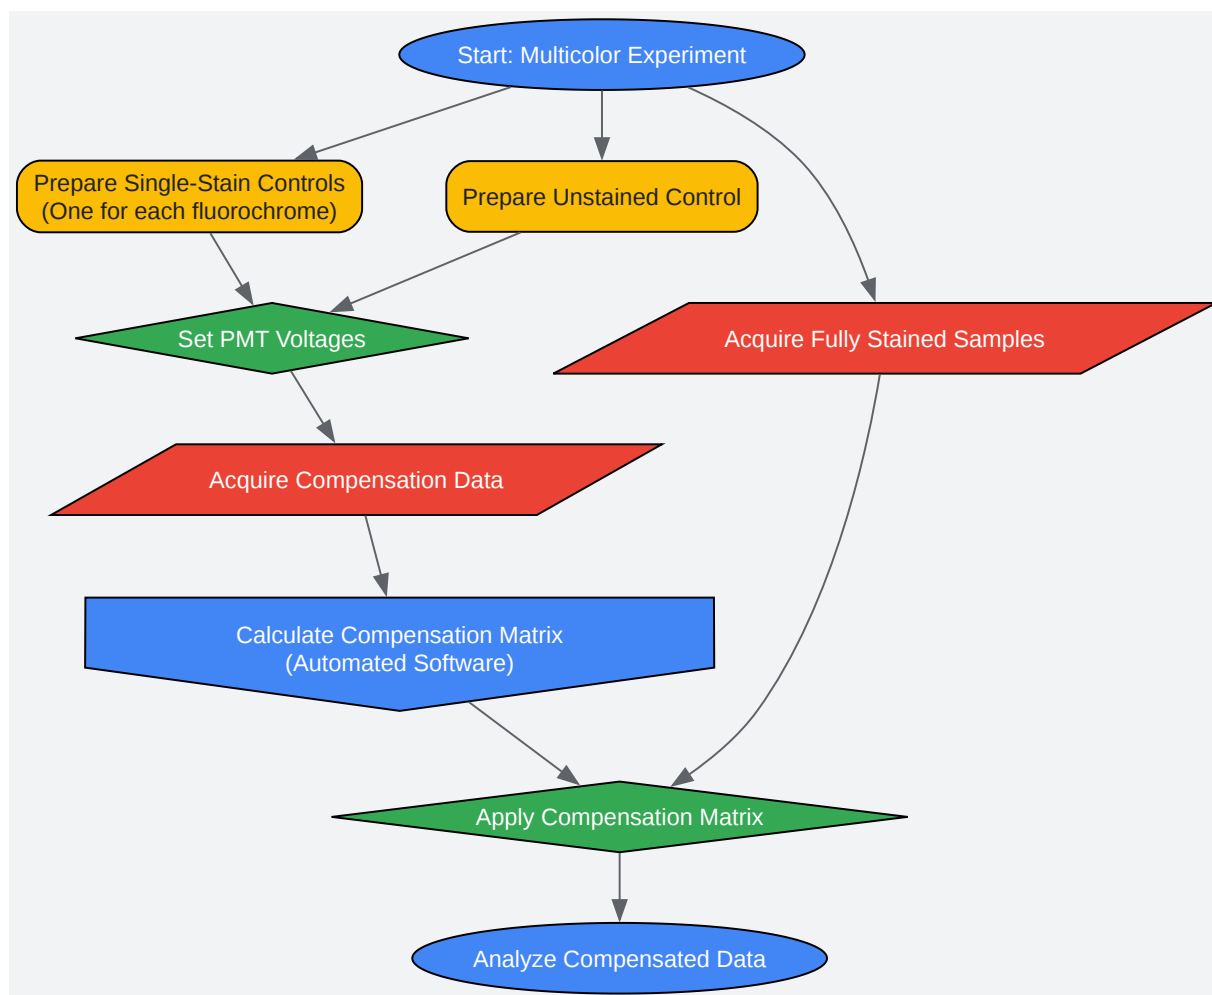 Start: Multicolor Experiment
Prepare Single-Stain Controls
(One for each fluorochrome)
Prepare Unstained Control
Set PMT Voltages
Acquire Fully Stained Samples
Acquire Compensation Data
Calculate Compensation Matrix
(Automated Software)
Apply Compensation Matrix
Analyze Compensated Data